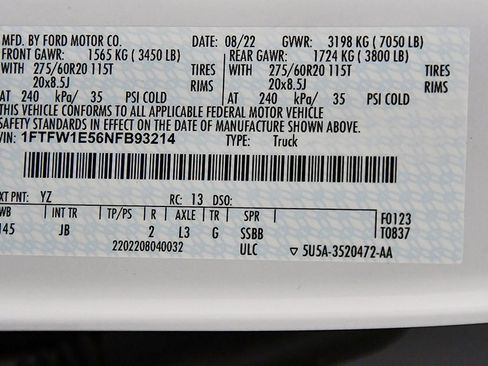 MFD. BY FORD MOTOR CO. DATE: 08/22 GVWR: 3198 KG ( 7050 LB)
FRONT GAWR: 1565 KG ( 3450 LB) REAR GAWR: 1724 KG ( 3800 LB)
WITH 275/60R20 115T TIRES WITH 275/60R20 115T TIRES
20x8.5J RIMS 20x8.5J RIMS
AT 240 kPa/ 35 PSI COLD AT 240 kPa/ 35 PSI COLD
THIS VEHICLE CONFORMS TO ALL APPLICABLE FEDERAL MOTOR VEHICLE
SAFETY STANDARDS IN EFFECT ON THE DATE OF MANUFACTURE SHOWN ABOVE.
VIN: 1FTFW1E56NFB93214 TYPE: Truck
EXT PNT: YZ RC: 13 DSO:
WB INT TR TP/PS R AXLE TR SPR F0123
145 JB 2 L3 G SSBB T0837
2202208040032 ULC 5U5A-3520472-AA